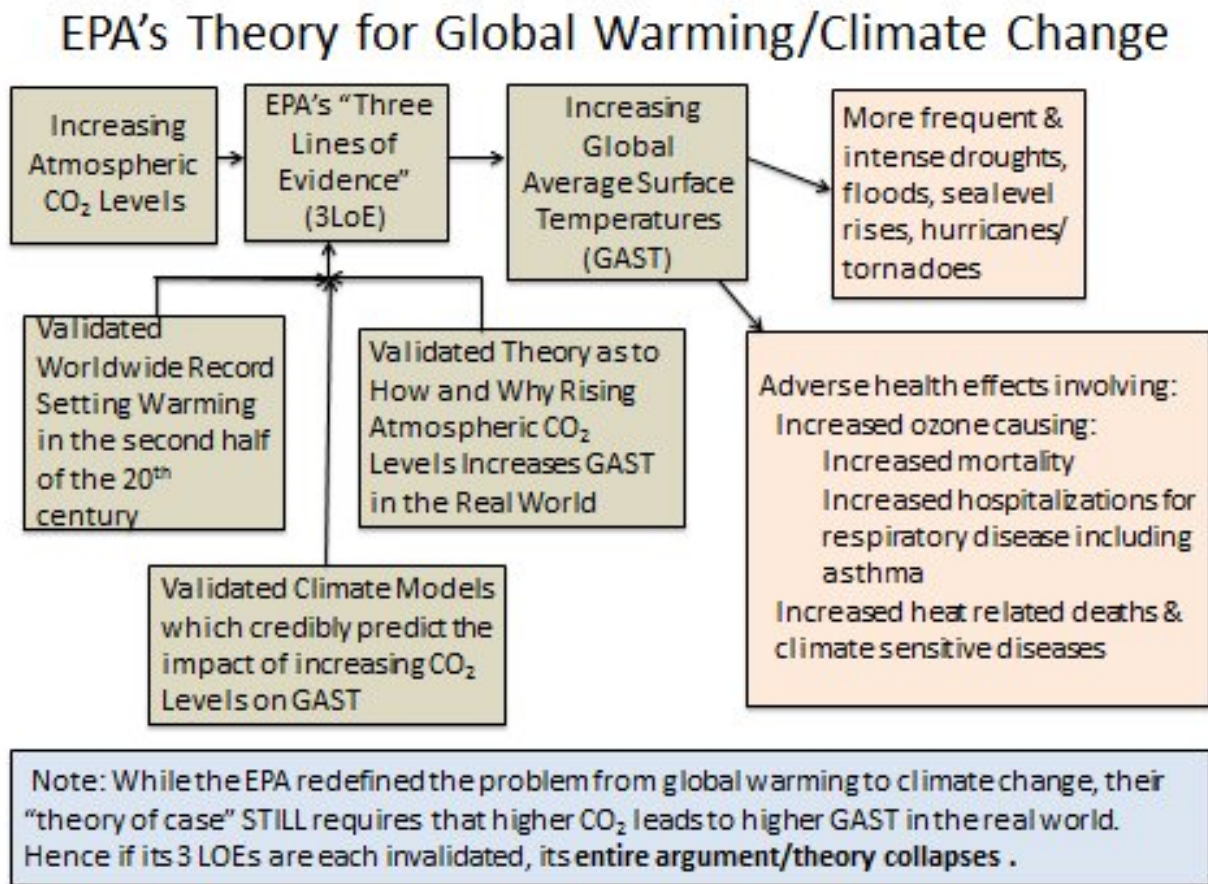 EPA's Theory for Global Warming/Climate Change
Increasing
Atmospheric
CO₂ Levels
EPA's "Three
Lines of
Evidence"
(3LoE)
Increasing
Global
Average Surface
Temperatures
(GAST)
More frequent &
intense droughts,
floods, sea level
rises, hurricanes/
tornadoes
Validated
Worldwide Record
Setting Warming
in the second half
of the 20th
century
Validated Theory as to
How and Why Rising
Atmospheric CO₂
Levels Increases GAST
in the Real World
Adverse health effects involving:
Increased ozone causing:
Increased mortality
Increased hospitalizations for
respiratory disease including
asthma
Increased heat related deaths &
climate sensitive diseases
Validated Climate Models
which credibly predict the
impact of increasing CO₂
Levels on GAST
Note: While the EPA redefined the problem from global warming to climate change, their
"theory of case" STILL requires that higher CO₂ leads to higher GAST in the real world.
Hence if its 3 LOEs are each invalidated, its entire argument/theory collapses .